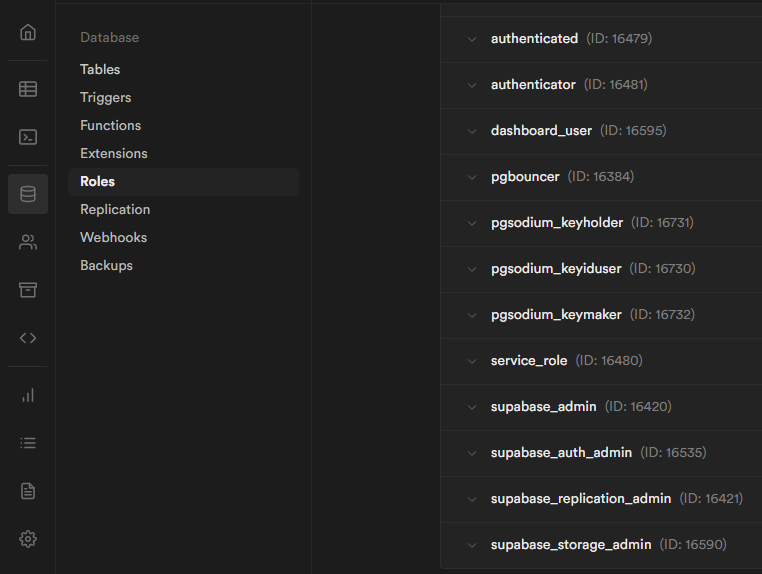 Database
Tables
Triggers
Functions
Extensions
Roles
Replication
Webhooks
Backups
authenticated (ID: 16479)
authenticator (ID: 16481)
dashboard_user (ID: 16595)
pgbouncer (ID: 16384)
pgsodium_keyholder (ID: 16731)
pgsodium_keyiduser (ID: 16730)
pgsodium_keymaker (ID: 16732)
service_role (ID: 16480)
supabase_admin (ID: 16420)
supabase_auth_admin (ID: 16535)
supabase_replication_admin (ID: 16421)
supabase_storage_admin (ID: 16590)